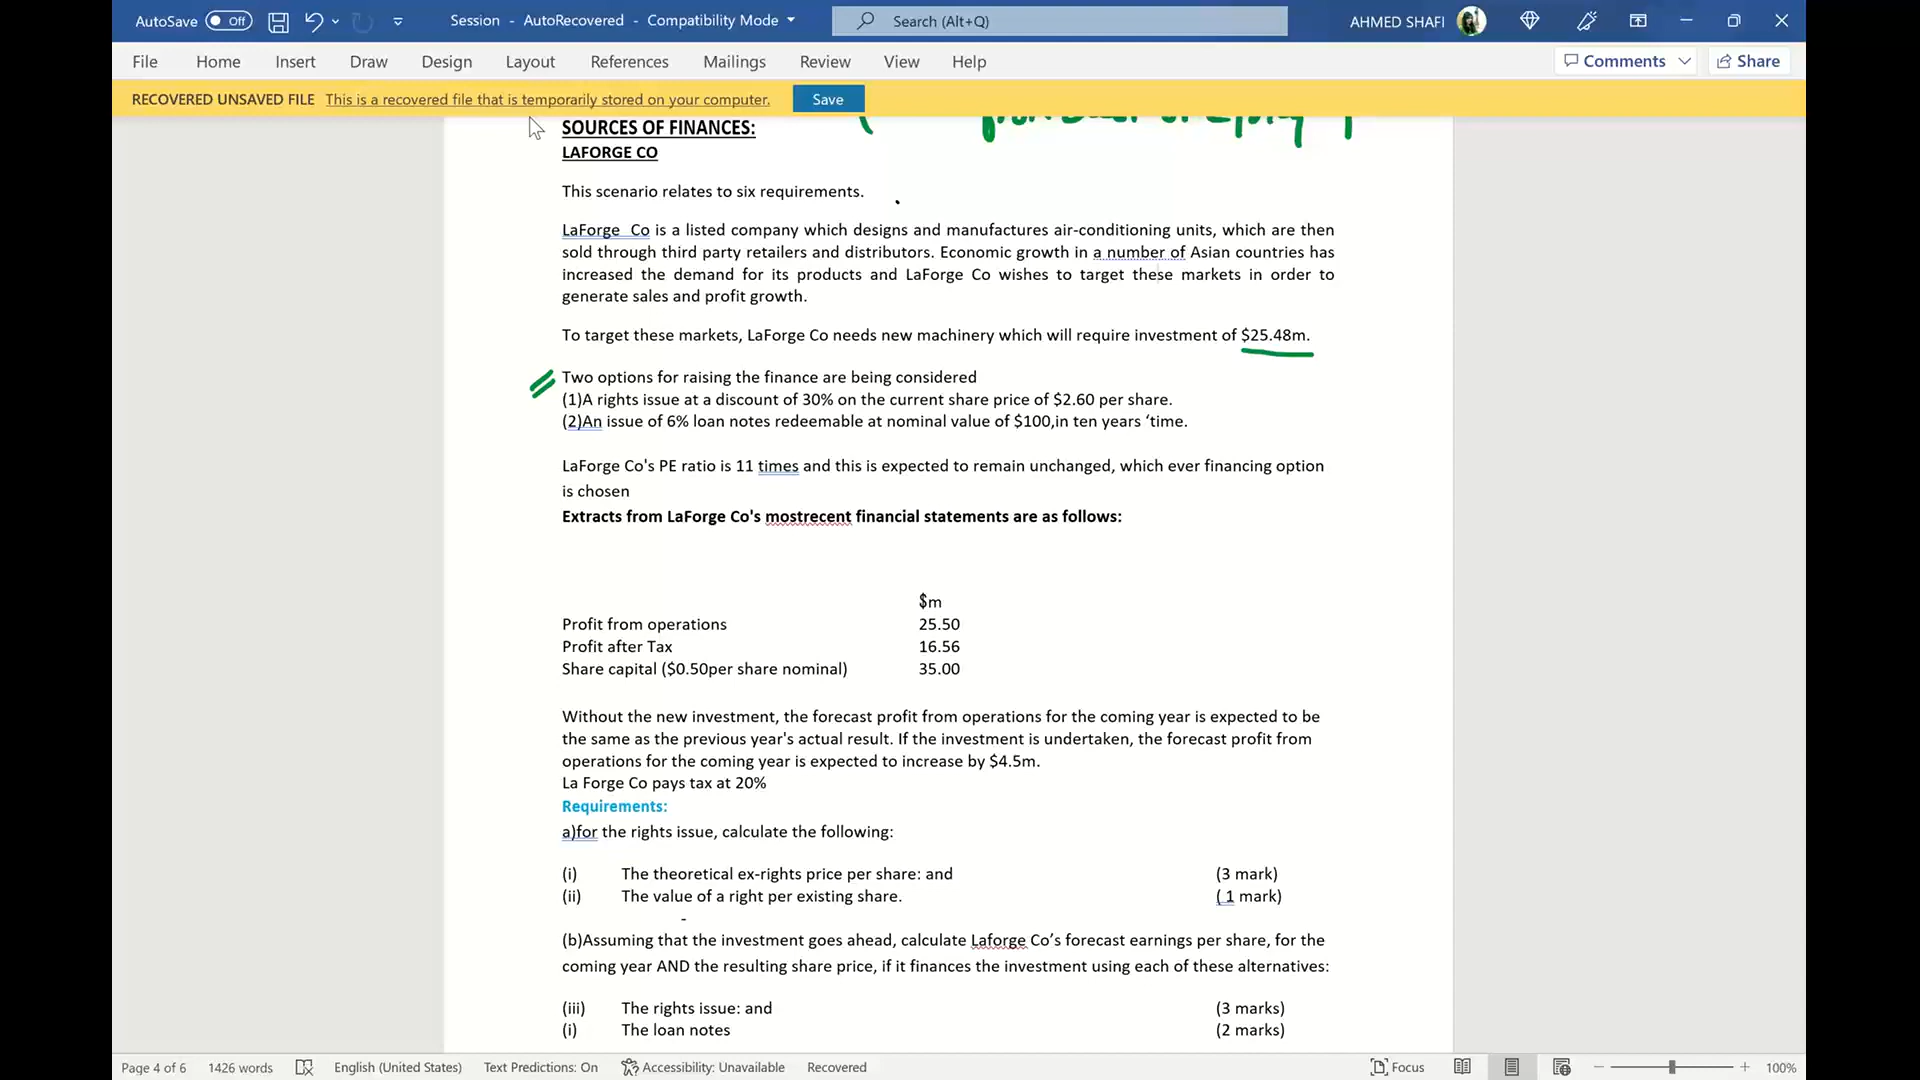 AutoSave Off Session - AutoRecovered - Compatibility Mode Search (Alt+Q) AHMED SHAFI
File Home Insert Draw Design Layout References Mailings Review View Help Comments Share
RECOVERED UNSAVED FILE This is a recovered file that is temporarily stored on your computer. Save
SOURCES OF FINANCES:
LAFORGE CO
This scenario relates to six requirements.
LaForge Co is a listed company which designs and manufactures air-conditioning units, which are then
sold through third party retailers and distributors. Economic growth in a number of Asian countries has
increased the demand for its products and LaForge Co wishes to target these markets in order to
generate sales and profit growth.
To target these markets, LaForge Co needs new machinery which will require investment of $25.48m.
Two options for raising the finance are being considered
(1)A rights issue at a discount of 30% on the current share price of $2.60 per share.
(2)An issue of 6% loan notes redeemable at nominal value of $100,in ten years ‘time.
LaForge Co's PE ratio is 11 times and this is expected to remain unchanged, which ever financing option
is chosen
Extracts from LaForge Co's mostrecent financial statements are as follows:
$m
Profit from operations 25.50
Profit after Tax 16.56
Share capital ($0.50per share nominal) 35.00
Without the new investment, the forecast profit from operations for the coming year is expected to be
the same as the previous year's actual result. If the investment is undertaken, the forecast profit from
operations for the coming year is expected to increase by $4.5m.
La Forge Co pays tax at 20%
Requirements:
a)for the rights issue, calculate the following:
(i) The theoretical ex-rights price per share: and (3 mark)
(ii) The value of a right per existing share. ( 1 mark)
(b)Assuming that the investment goes ahead, calculate Laforge Co’s forecast earnings per share, for the
coming year AND the resulting share price, if it finances the investment using each of these alternatives:
(iii) The rights issue: and (3 marks)
(i) The loan notes (2 marks)
Page 4 of 6 1426 words English (United States) Text Predictions: On Accessibility: Unavailable Recovered Focus 100%